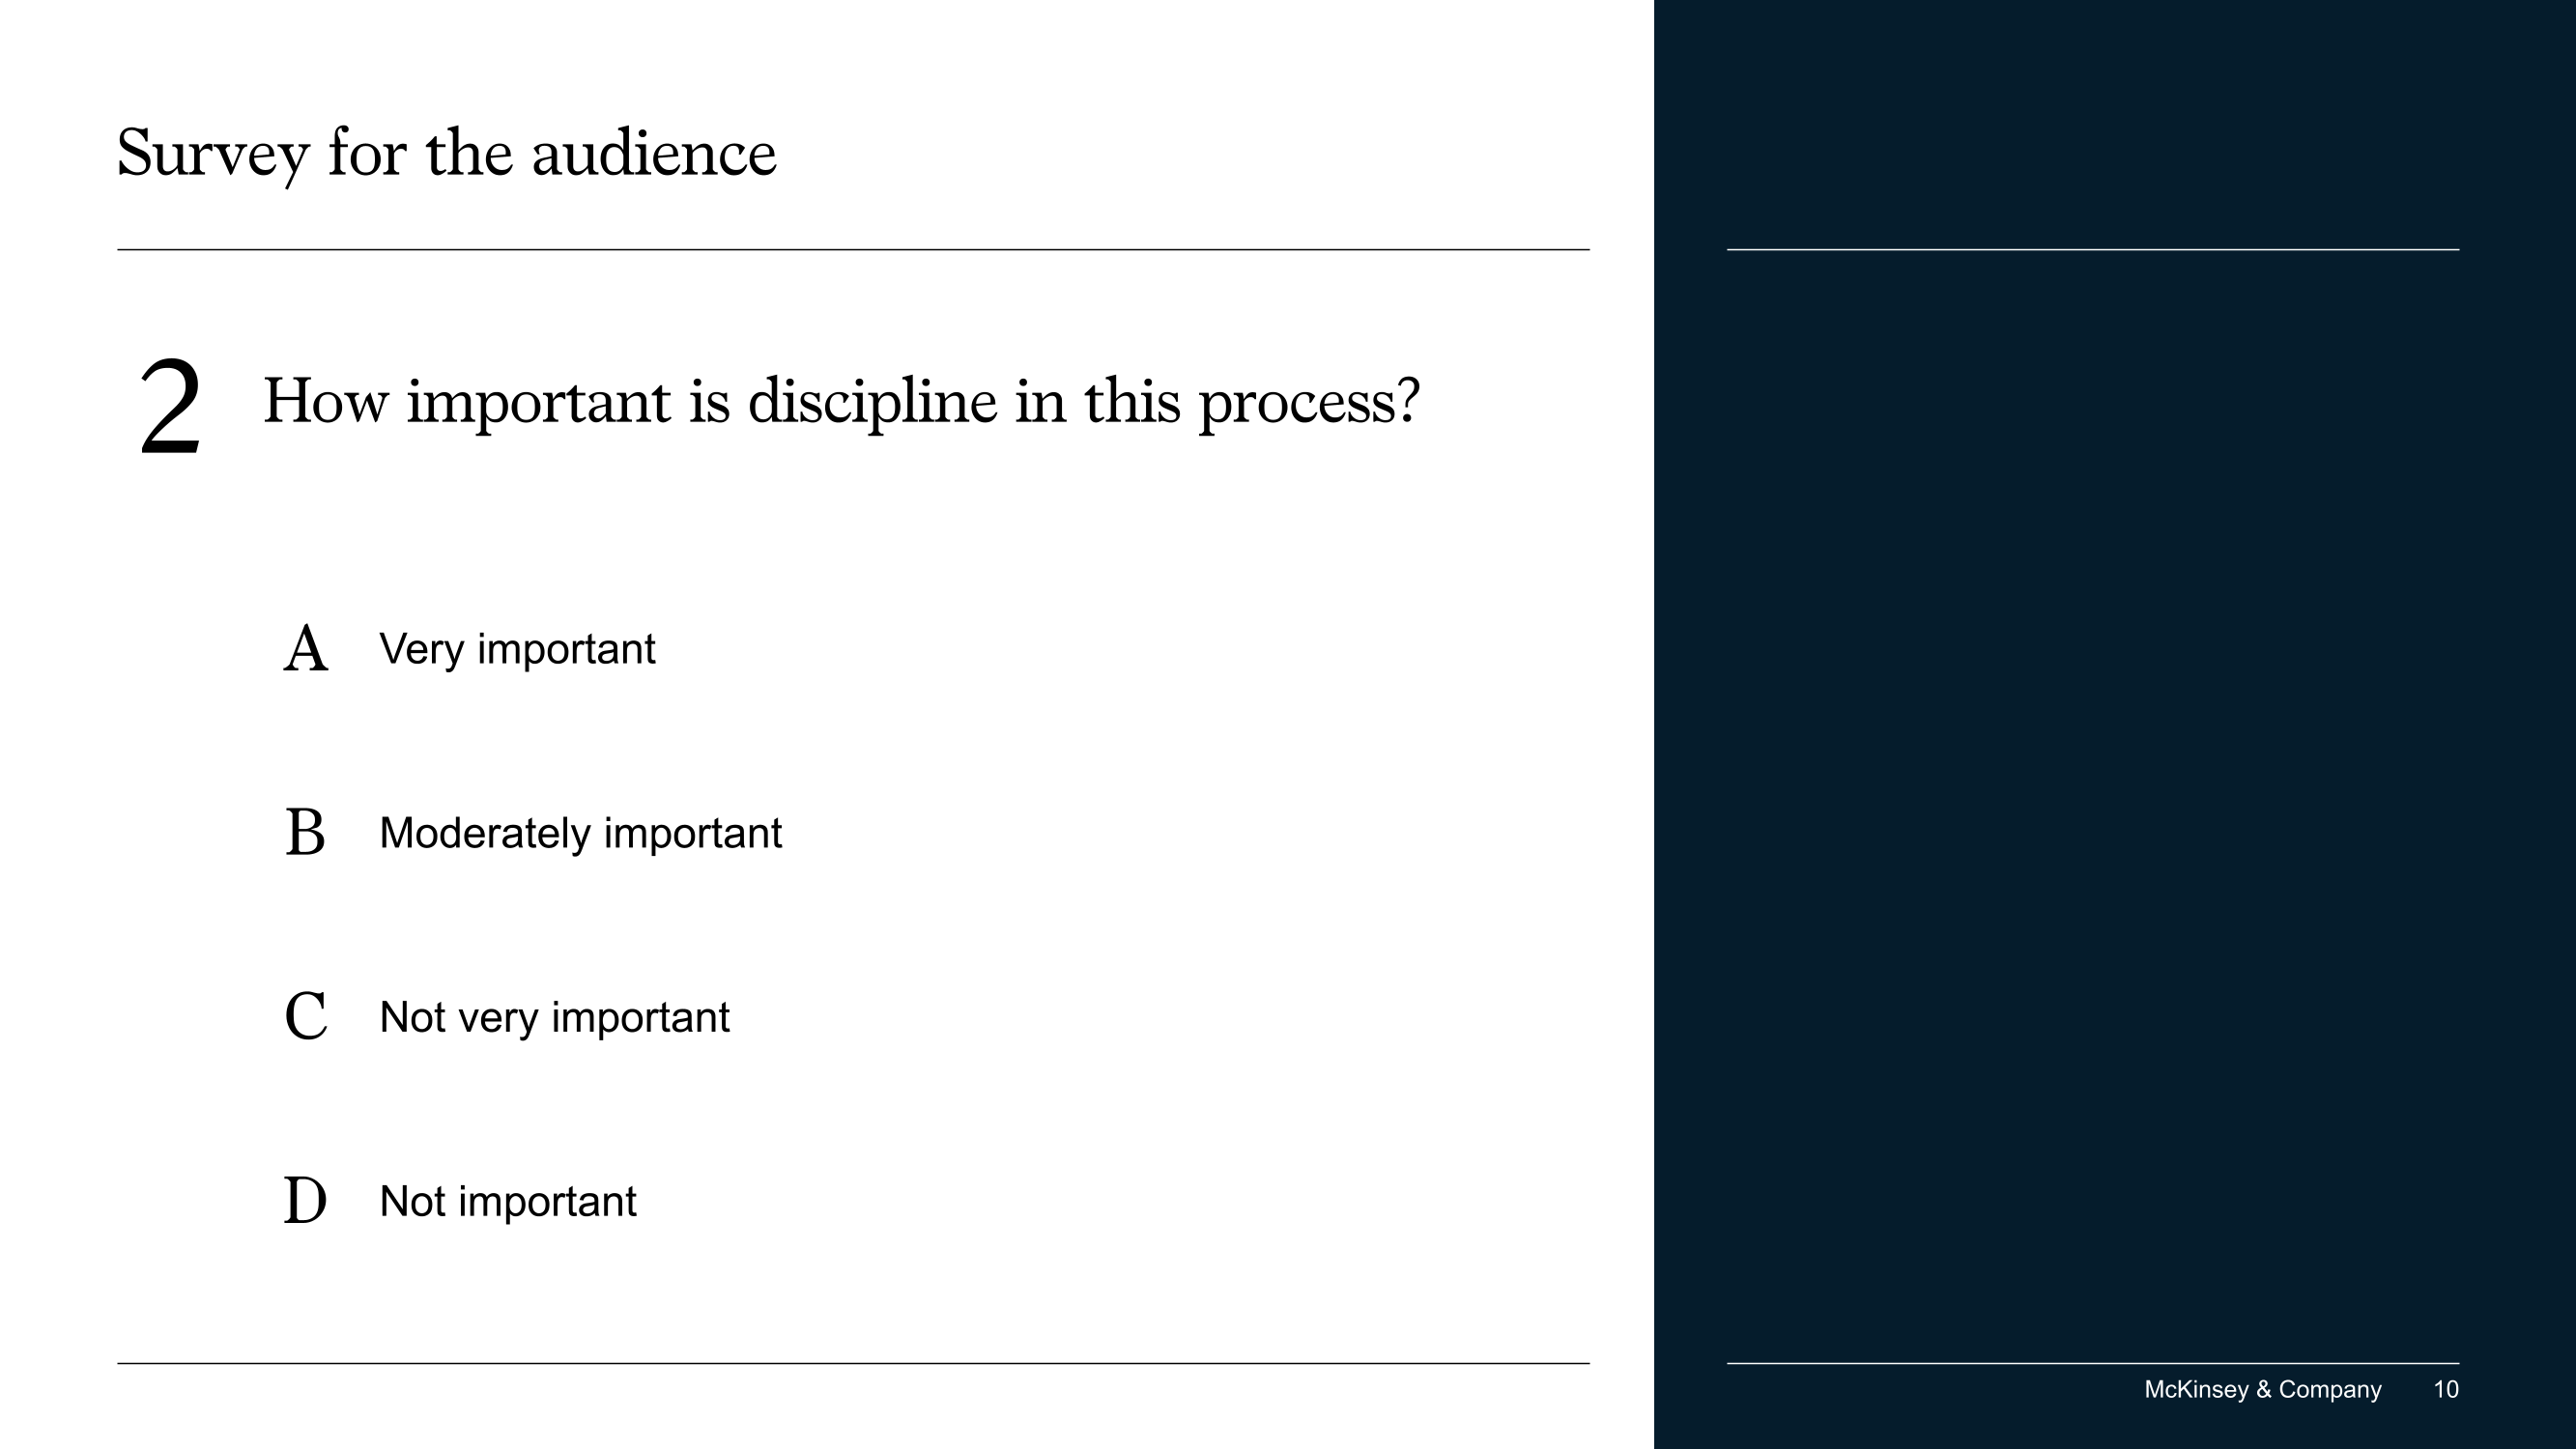 Survey for the audience
2 How important is discipline in this process?
A Very important
B Moderately important
C Not very important
D Not important
McKinsey & Company 10